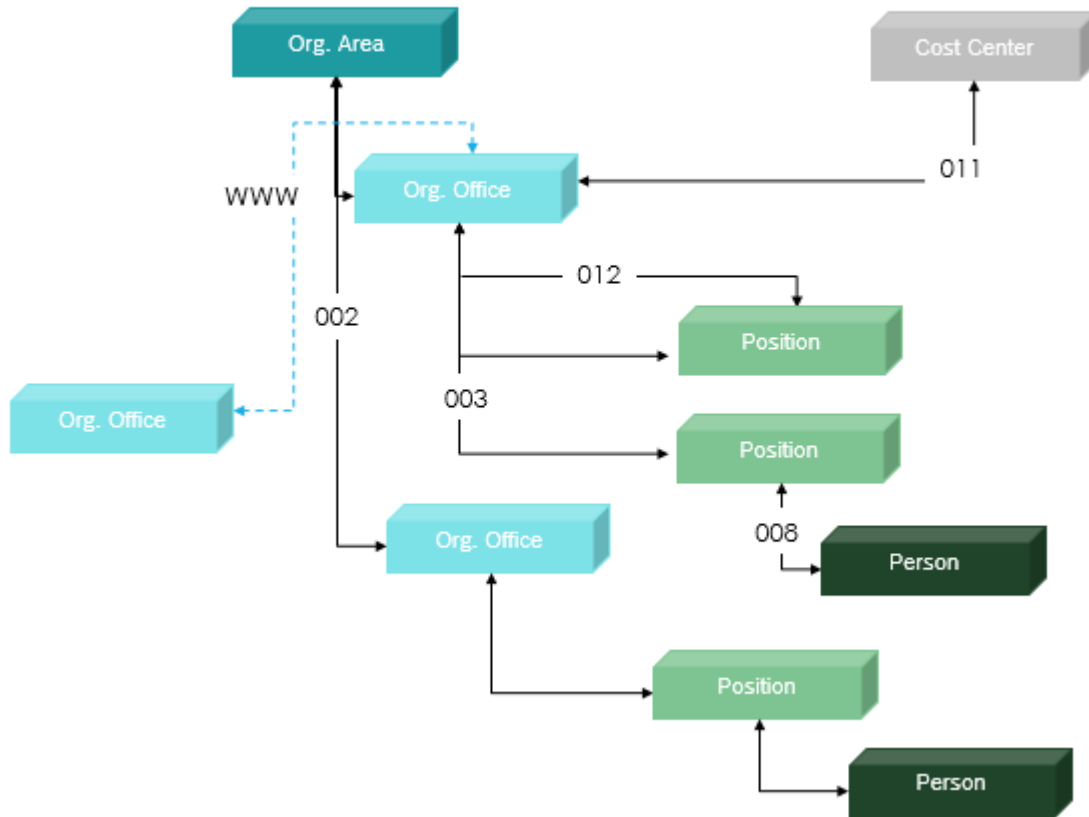 Org. Area
Cost Center
011
WWW
Org. Office
012
002
Position
003
Org. Office
Position
008
Org. Office
Person
Position
Person